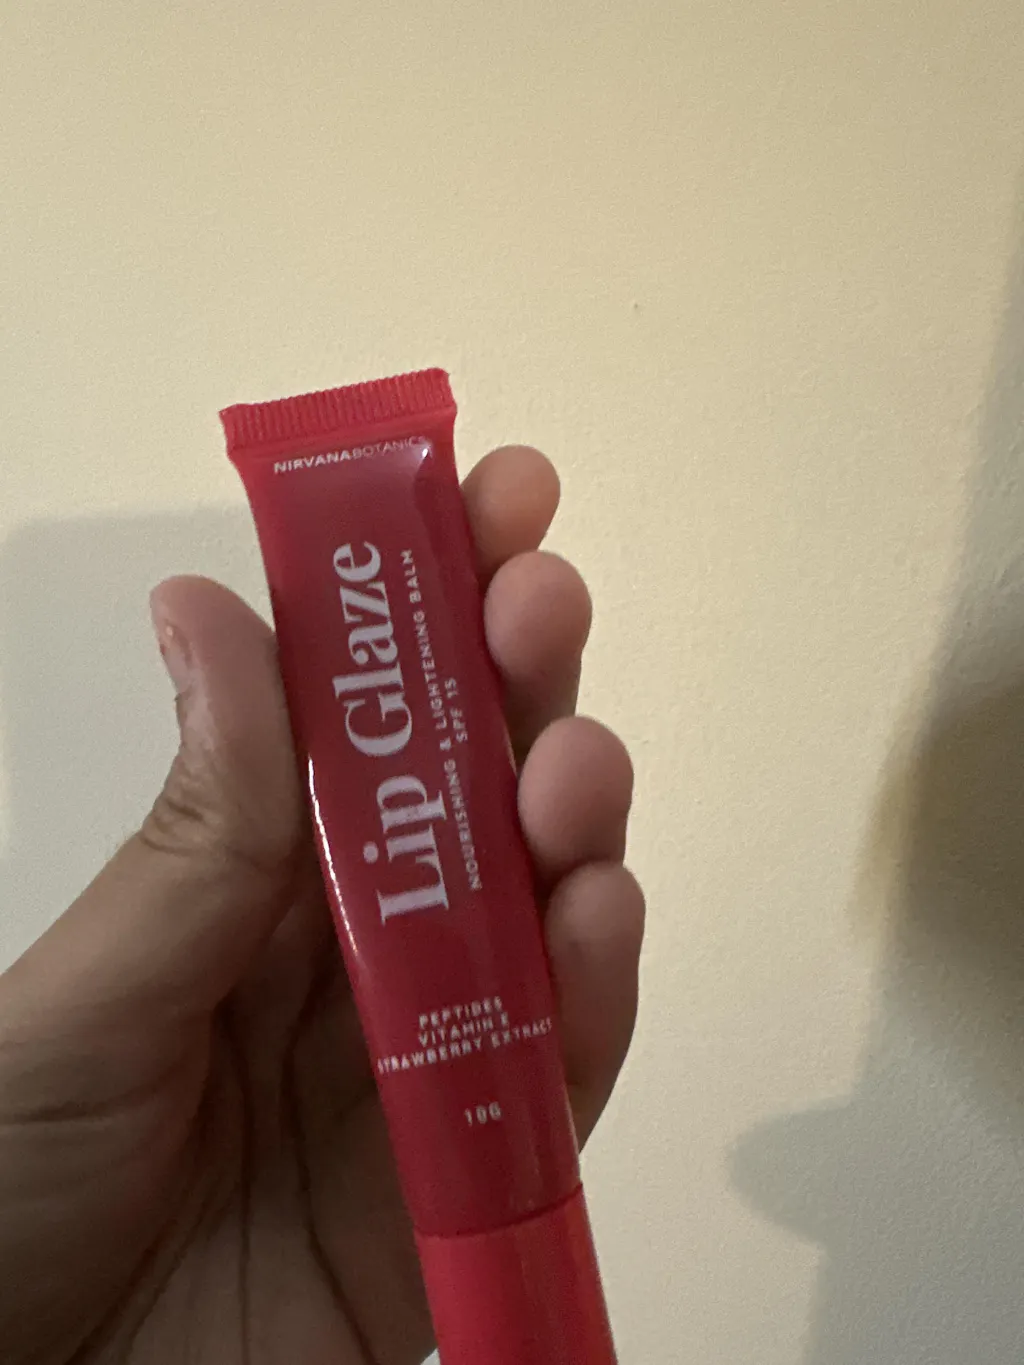 NIRVANABOTANICS
Lip Glaze
NOURISHING & LIGHTENING BALM
SPF 15
PEPTIDES
VITAMIN E
STRAWBERRY EXTRACT
10G